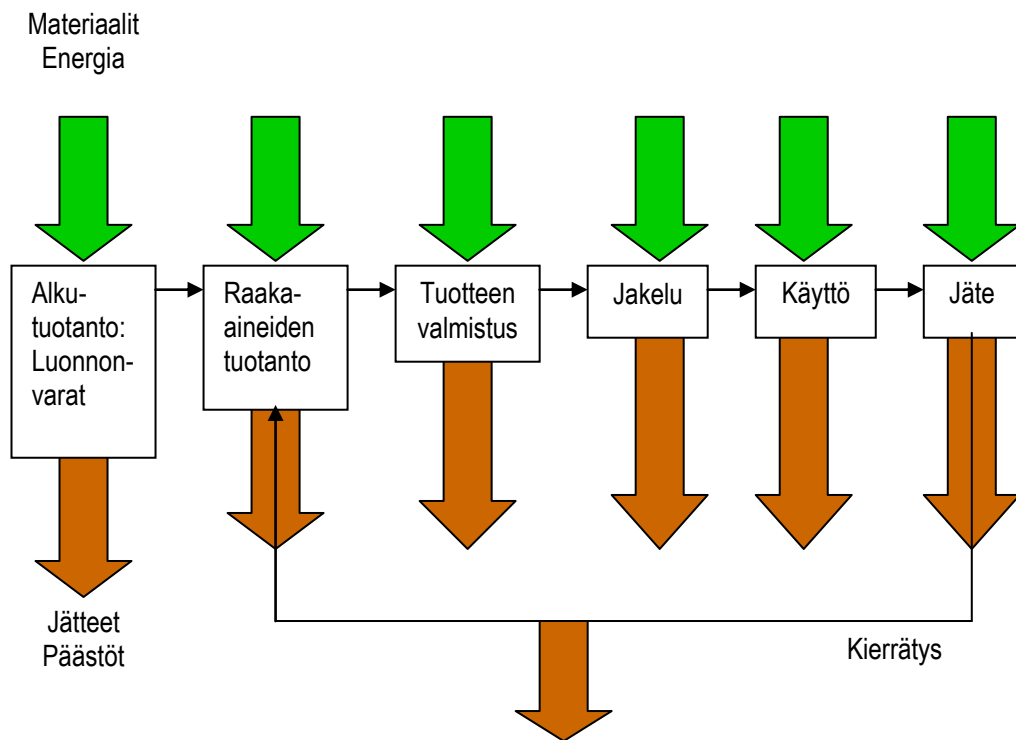 Materiaalit
Energia
Alku-
tuotanto:
Luonnon-
varat
Raaka-
aineiden
tuotanto
Tuotteen
valmistus
Jakelu
Käyttö
Jäte
Jätteet
Päästöt
Kierrätys